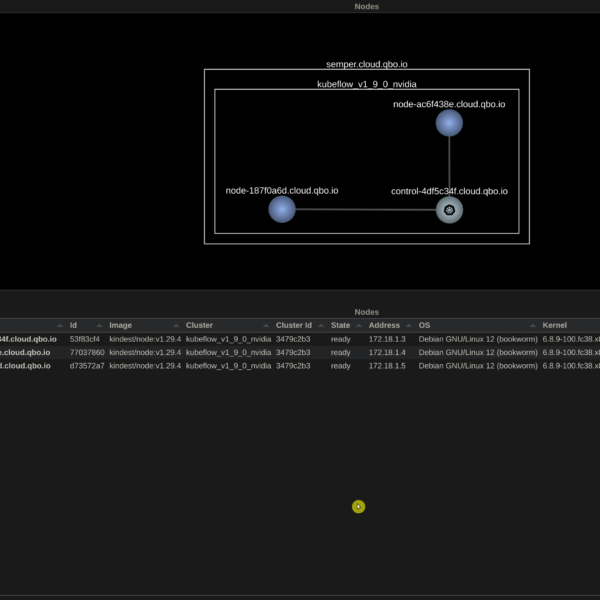 Nodes
semper.cloud.qbo.io
kubeflow_v1_9_0_nvidia
node-ac6f438e.cloud.qbo.io
node-187f0a6d.cloud.qbo.io
control-4df5c34f.cloud.qbo.io
Nodes
Id Image Cluster Cluster Id State Address OS Kernel
34f.cloud.qbo.io 53f83cf4 kindest/node:v1.29.4 kubeflow_v1_9_0_nvidia 3479c2b3 ready 172.18.1.3 Debian GNU/Linux 12 (bookworm) 6.8.9-100.fc38.x8
e.cloud.qbo.io 77037860 kindest/node:v1.29.4 kubeflow_v1_9_0_nvidia 3479c2b3 ready 172.18.1.4 Debian GNU/Linux 12 (bookworm) 6.8.9-100.fc38.x8
d.cloud.qbo.io d73572a7 kindest/node:v1.29.4 kubeflow_v1_9_0_nvidia 3479c2b3 ready 172.18.1.5 Debian GNU/Linux 12 (bookworm) 6.8.9-100.fc38.x8